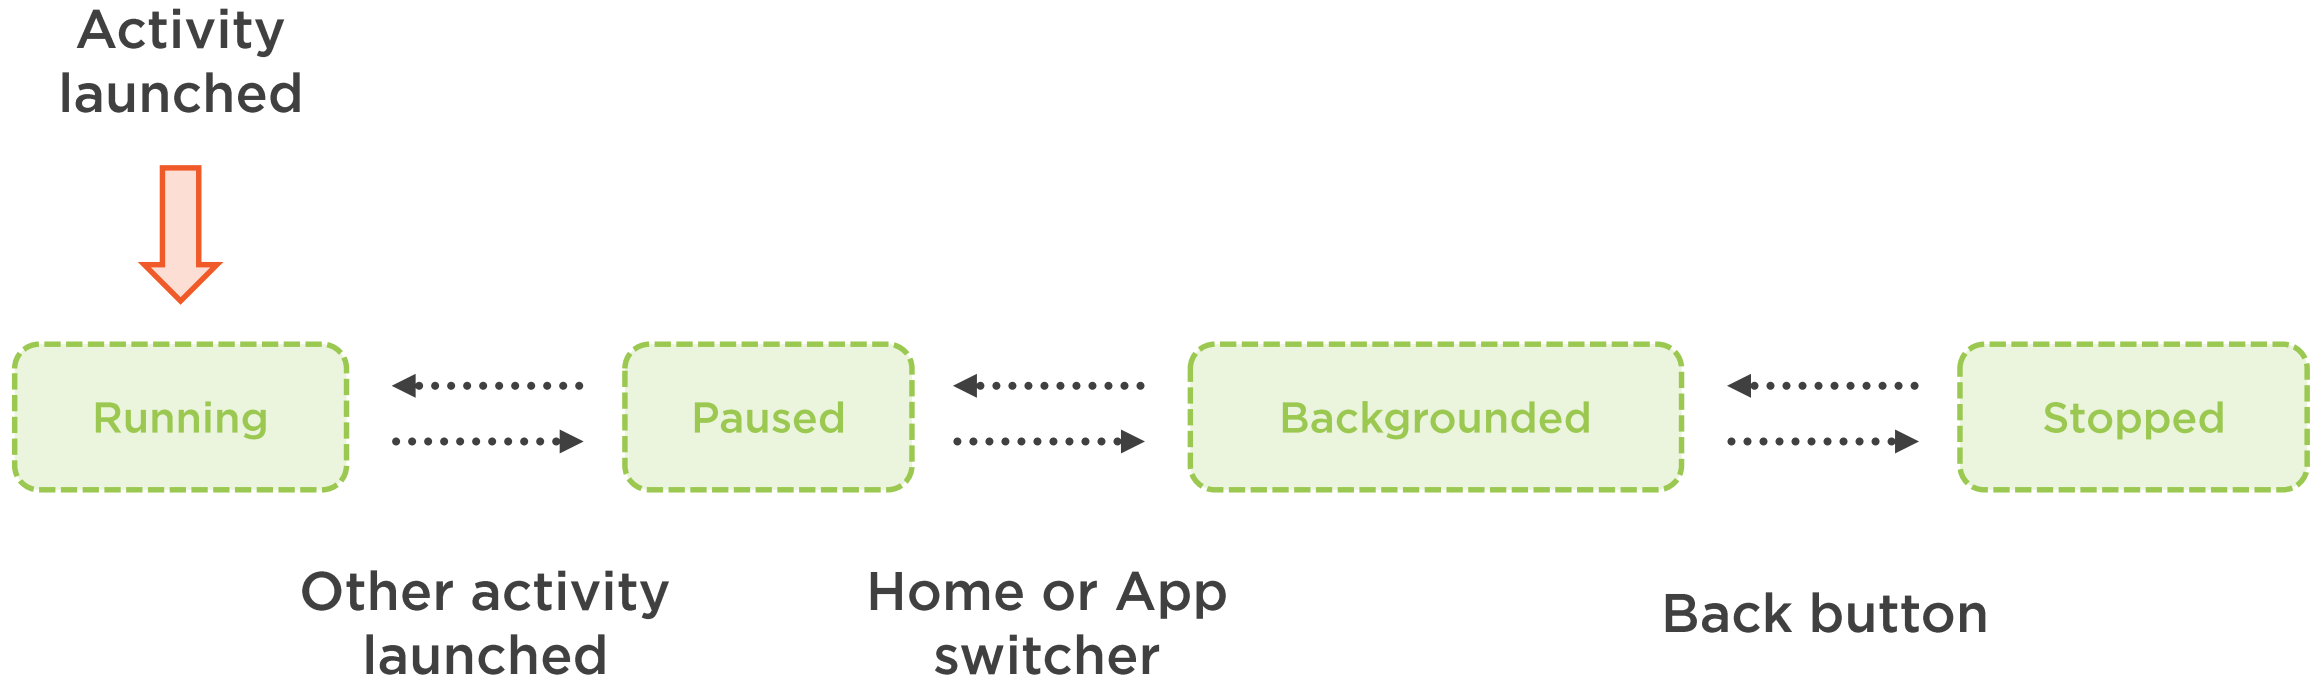 Activity
launched
Running
Paused
Backgrounded
Stopped
Other activity
launched
Home or App
switcher
Back button